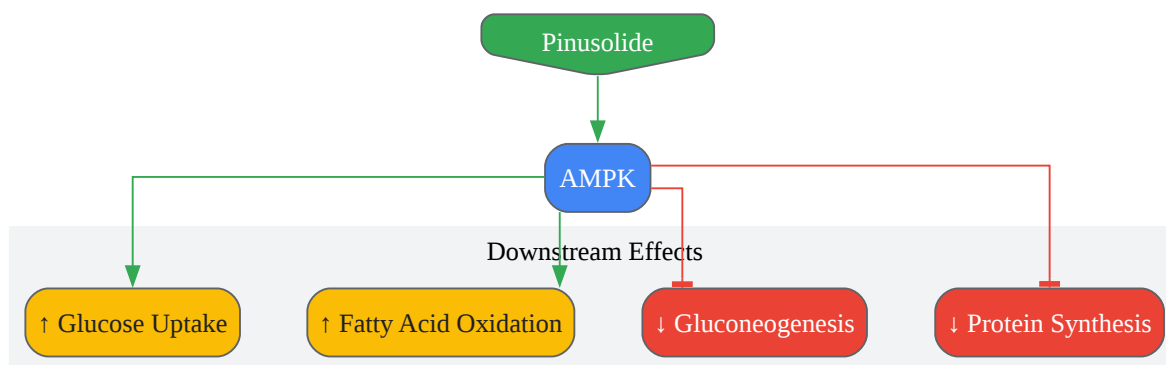 Pinusolide
AMPK
Downstream Effects
↑ Glucose Uptake
↑ Fatty Acid Oxidation
↓ Gluconeogenesis
↓ Protein Synthesis